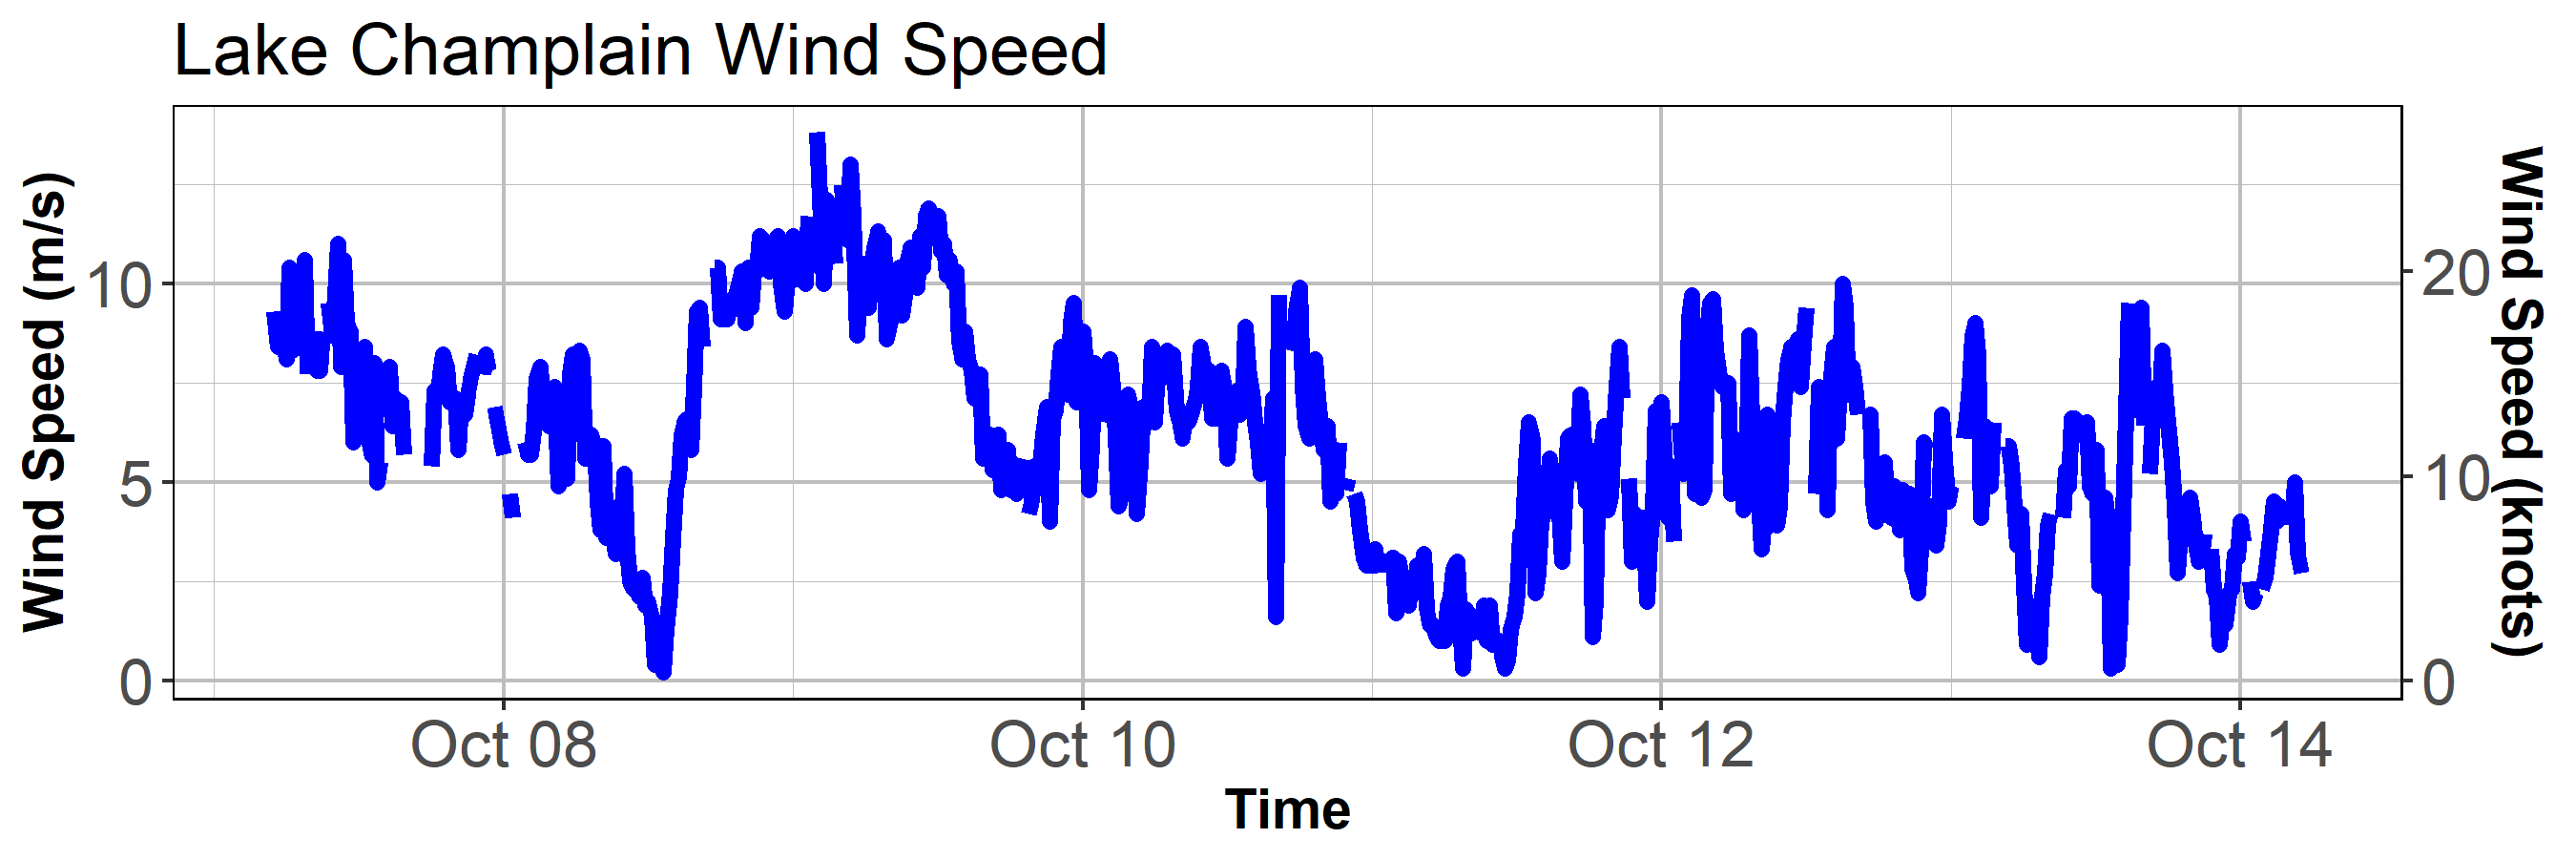 Lake Champlain Wind Speed
Wind Speed (m/s)
10
5
0
20
10
0
Wind Speed (knots)
Oct 08
Oct 10
Oct 12
Oct 14
Time